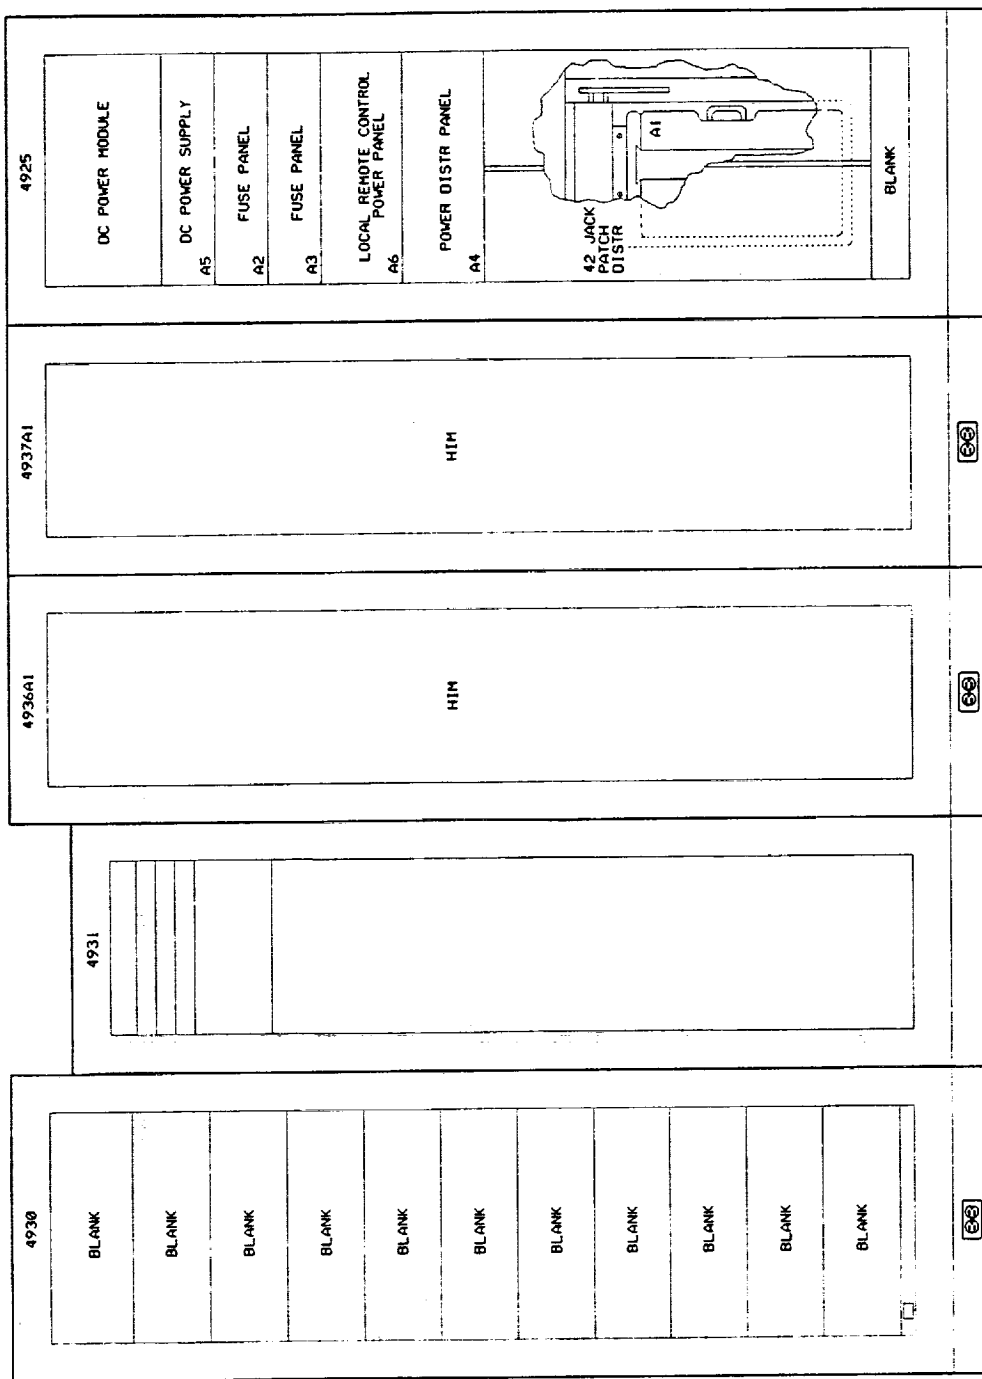 4930
BLANK
BLANK
BLANK
BLANK
BLANK
BLANK
BLANK
BLANK
BLANK
BLANK
BLANK
4931
4936A1
HIM
4937A1
HIM
4925
DC POWER MODULE
DC POWER SUPPLY
A5
FUSE PANEL
A2
FUSE PANEL
A3
LOCAL REMOTE CONTROL
POWER PANEL
A6
POWER DISTR PANEL
A4
42 JACK
PATCH
DISTR
A1
BLANK